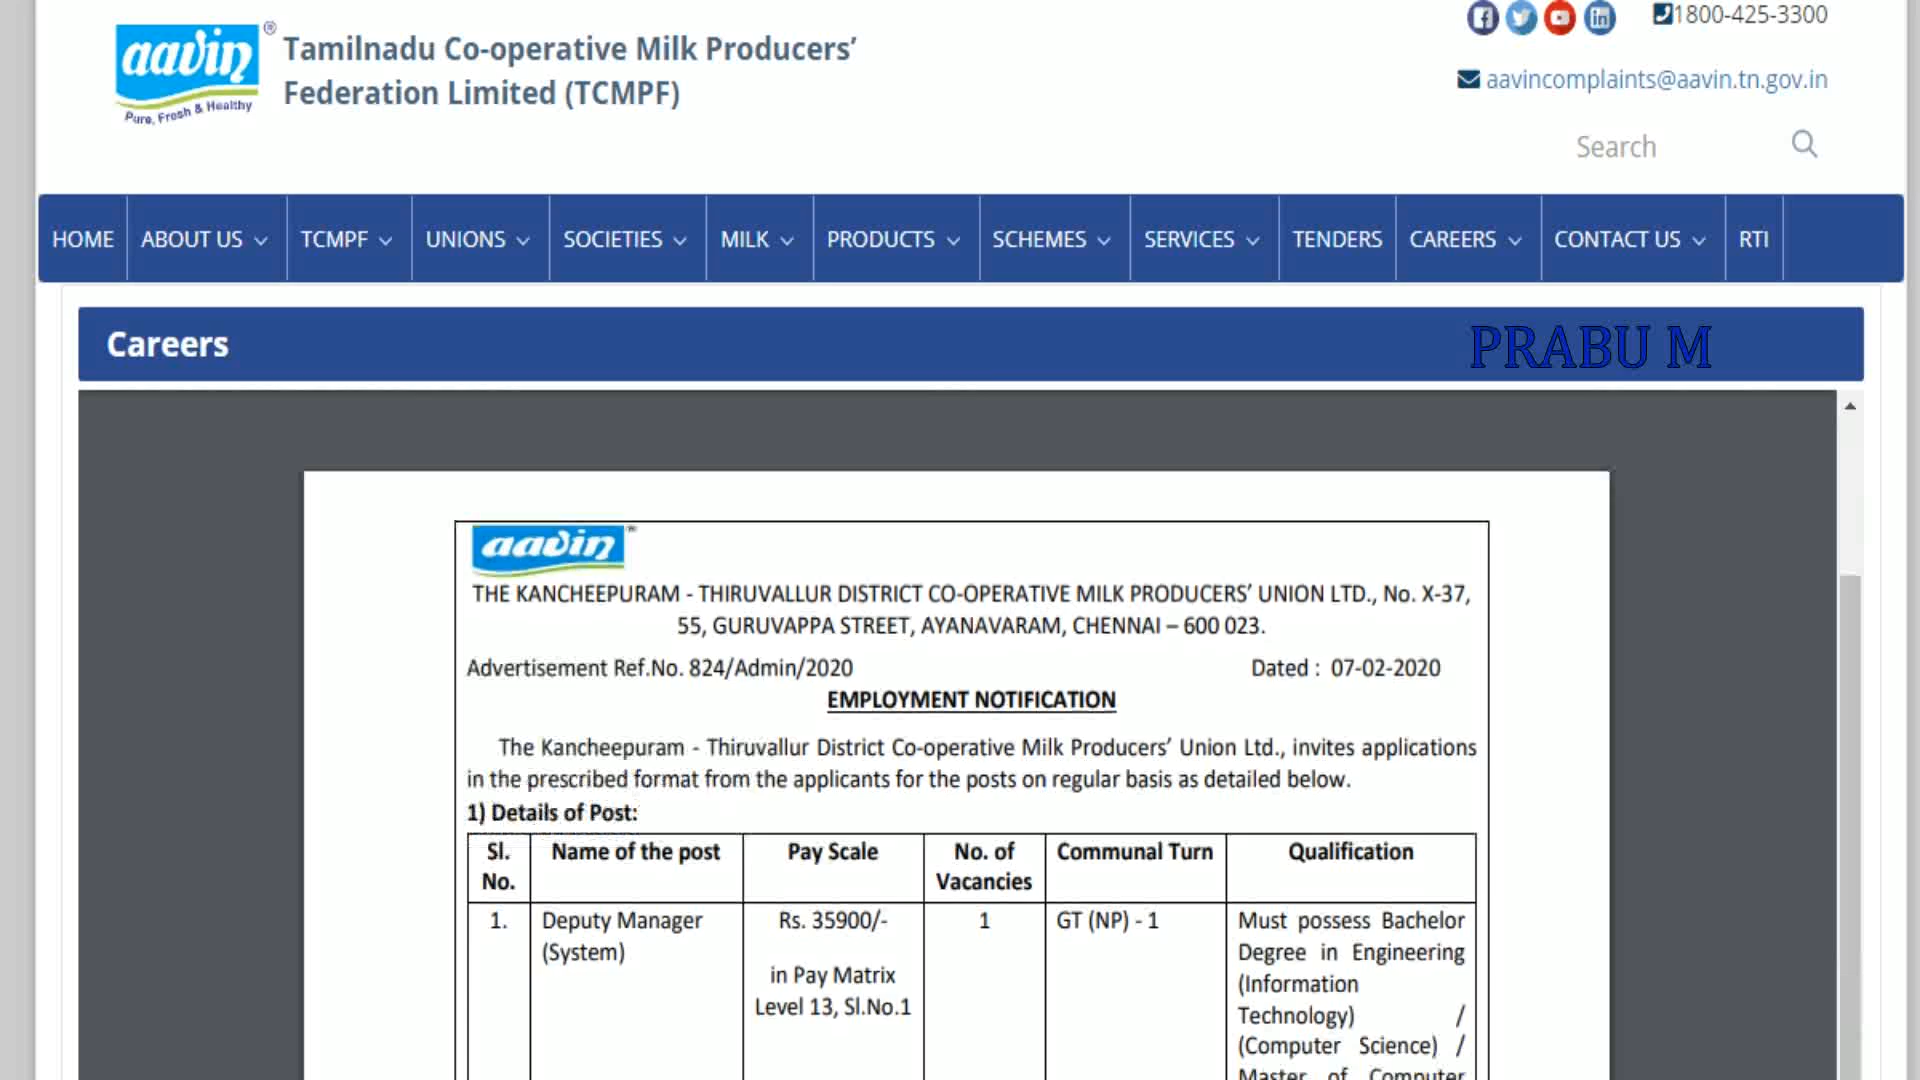 aavin®
Pure, Fresh & Healthy
Tamilnadu Co-operative Milk Producers’
Federation Limited (TCMPF)
1800-425-3300
aavincomplaints@aavin.tn.gov.in
Search
HOME ABOUT US TCMPF UNIONS SOCIETIES MILK PRODUCTS SCHEMES SERVICES TENDERS CAREERS CONTACT US RTI
Careers
PRABU M
aavin®
THE KANCHEEPURAM - THIRUVALLUR DISTRICT CO-OPERATIVE MILK PRODUCERS’ UNION LTD., No. X-37,
55, GURUVAPPA STREET, AYANAVARAM, CHENNAI – 600 023.
Advertisement Ref.No. 824/Admin/2020 Dated : 07-02-2020
EMPLOYMENT NOTIFICATION
The Kancheepuram - Thiruvallur District Co-operative Milk Producers’ Union Ltd., invites applications
in the prescribed format from the applicants for the posts on regular basis as detailed below.
1) Details of Post:
Sl. No. Name of the post Pay Scale No. of Vacancies Communal Turn Qualification
1. Deputy Manager Rs. 35900/- 1 GT (NP) - 1 Must possess Bachelor
(System) Degree in Engineering
in Pay Matrix (Information
Level 13, Sl.No.1 Technology) /
(Computer Science) /
Master of Computer